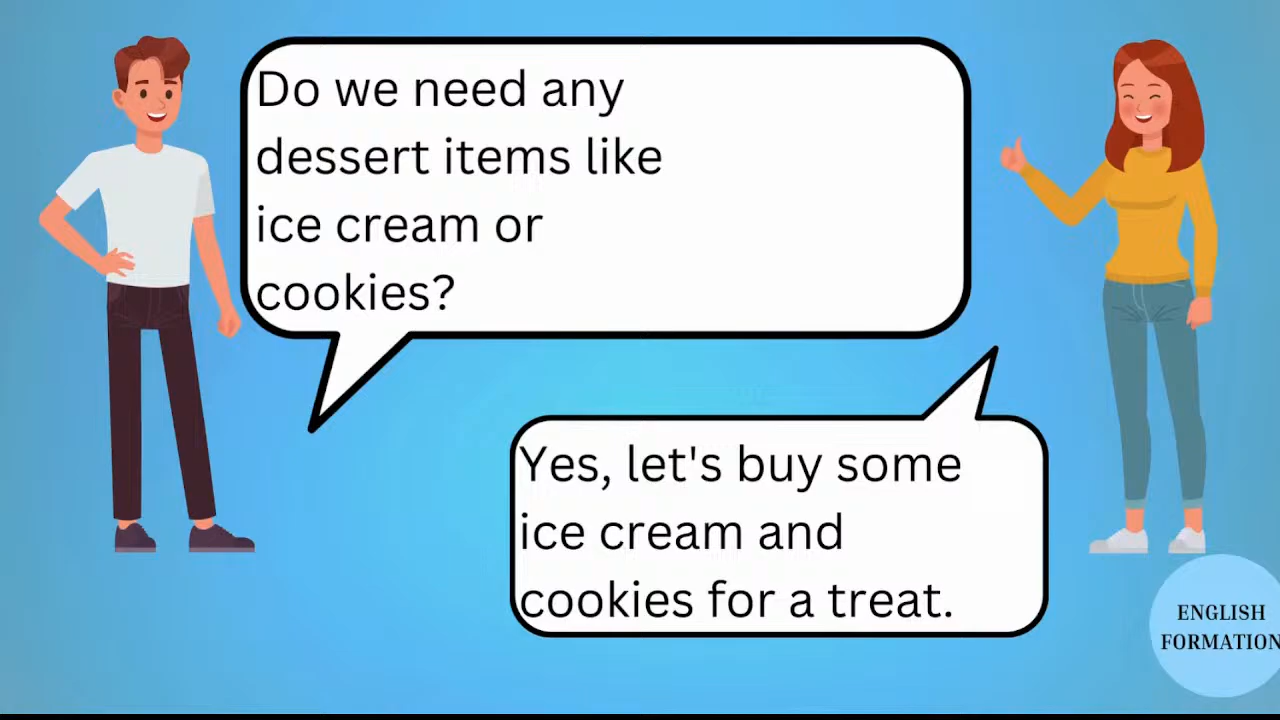 Do we need any
dessert items like
ice cream or
cookies?
Yes, let's buy some
ice cream and
cookies for a treat.
ENGLISH
FORMATION